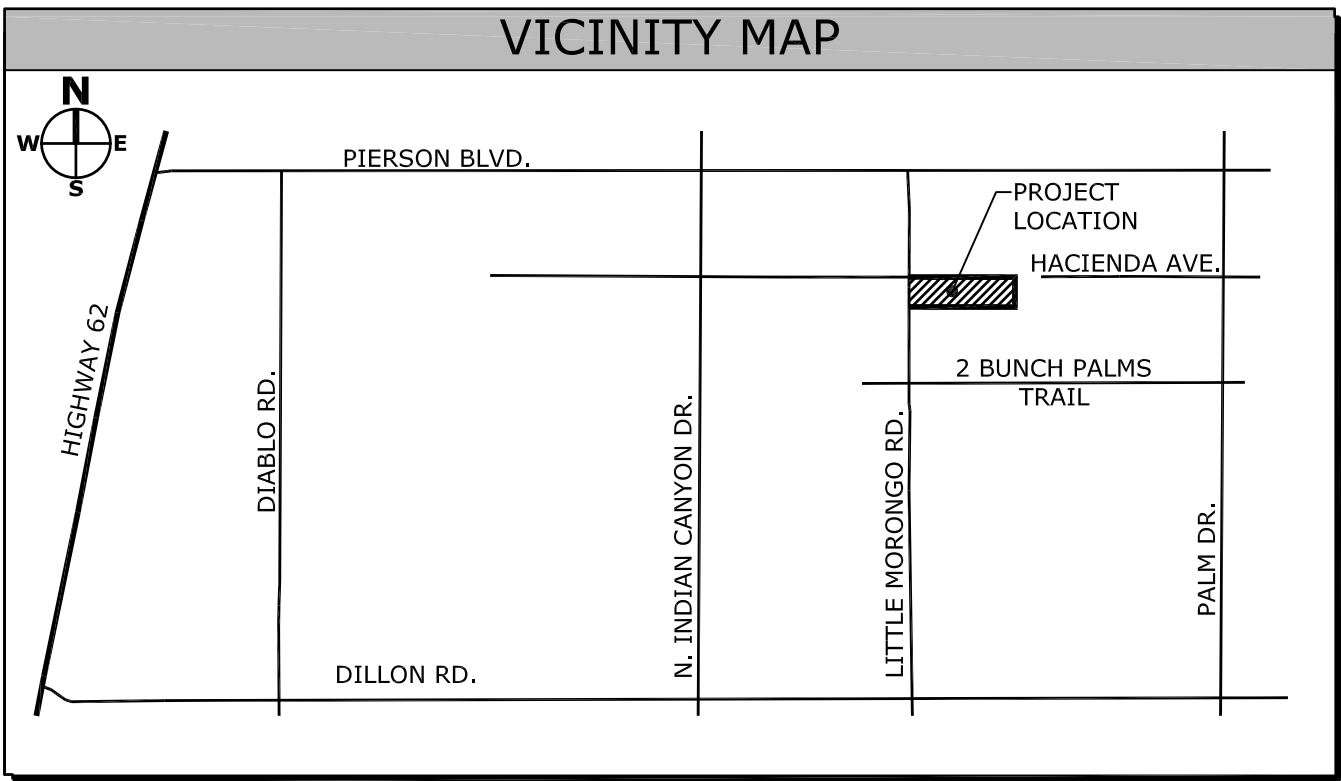 VICINITY MAP
N
W E
S
PIERSON BLVD.
PROJECT
LOCATION
HACIENDA AVE.
HIGHWAY 62
DIABLO RD.
N. INDIAN CANYON DR.
LITTLE MORONGO RD.
2 BUNCH PALMS
TRAIL
PALM DR.
DILLON RD.